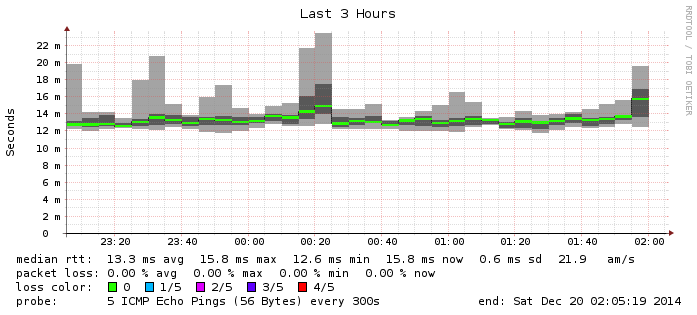 Last 3 Hours
RRDTOOL / TOBI OETIKER
Seconds
22 m
20 m
18 m
16 m
14 m
12 m
10 m
8 m
6 m
4 m
2 m
0
23:20 23:40 00:00 00:20 00:40 01:00 01:20 01:40 02:00
median rtt: 13.3 ms avg 15.8 ms max 12.6 ms min 15.8 ms now 0.6 ms sd 21.9 am/s
packet loss: 0.00 % avg 0.00 % max 0.00 % min 0.00 % now
loss color: 0 1/5 2/5 3/5 4/5
probe: 5 ICMP Echo Pings (56 Bytes) every 300s end: Sat Dec 20 02:05:19 2014